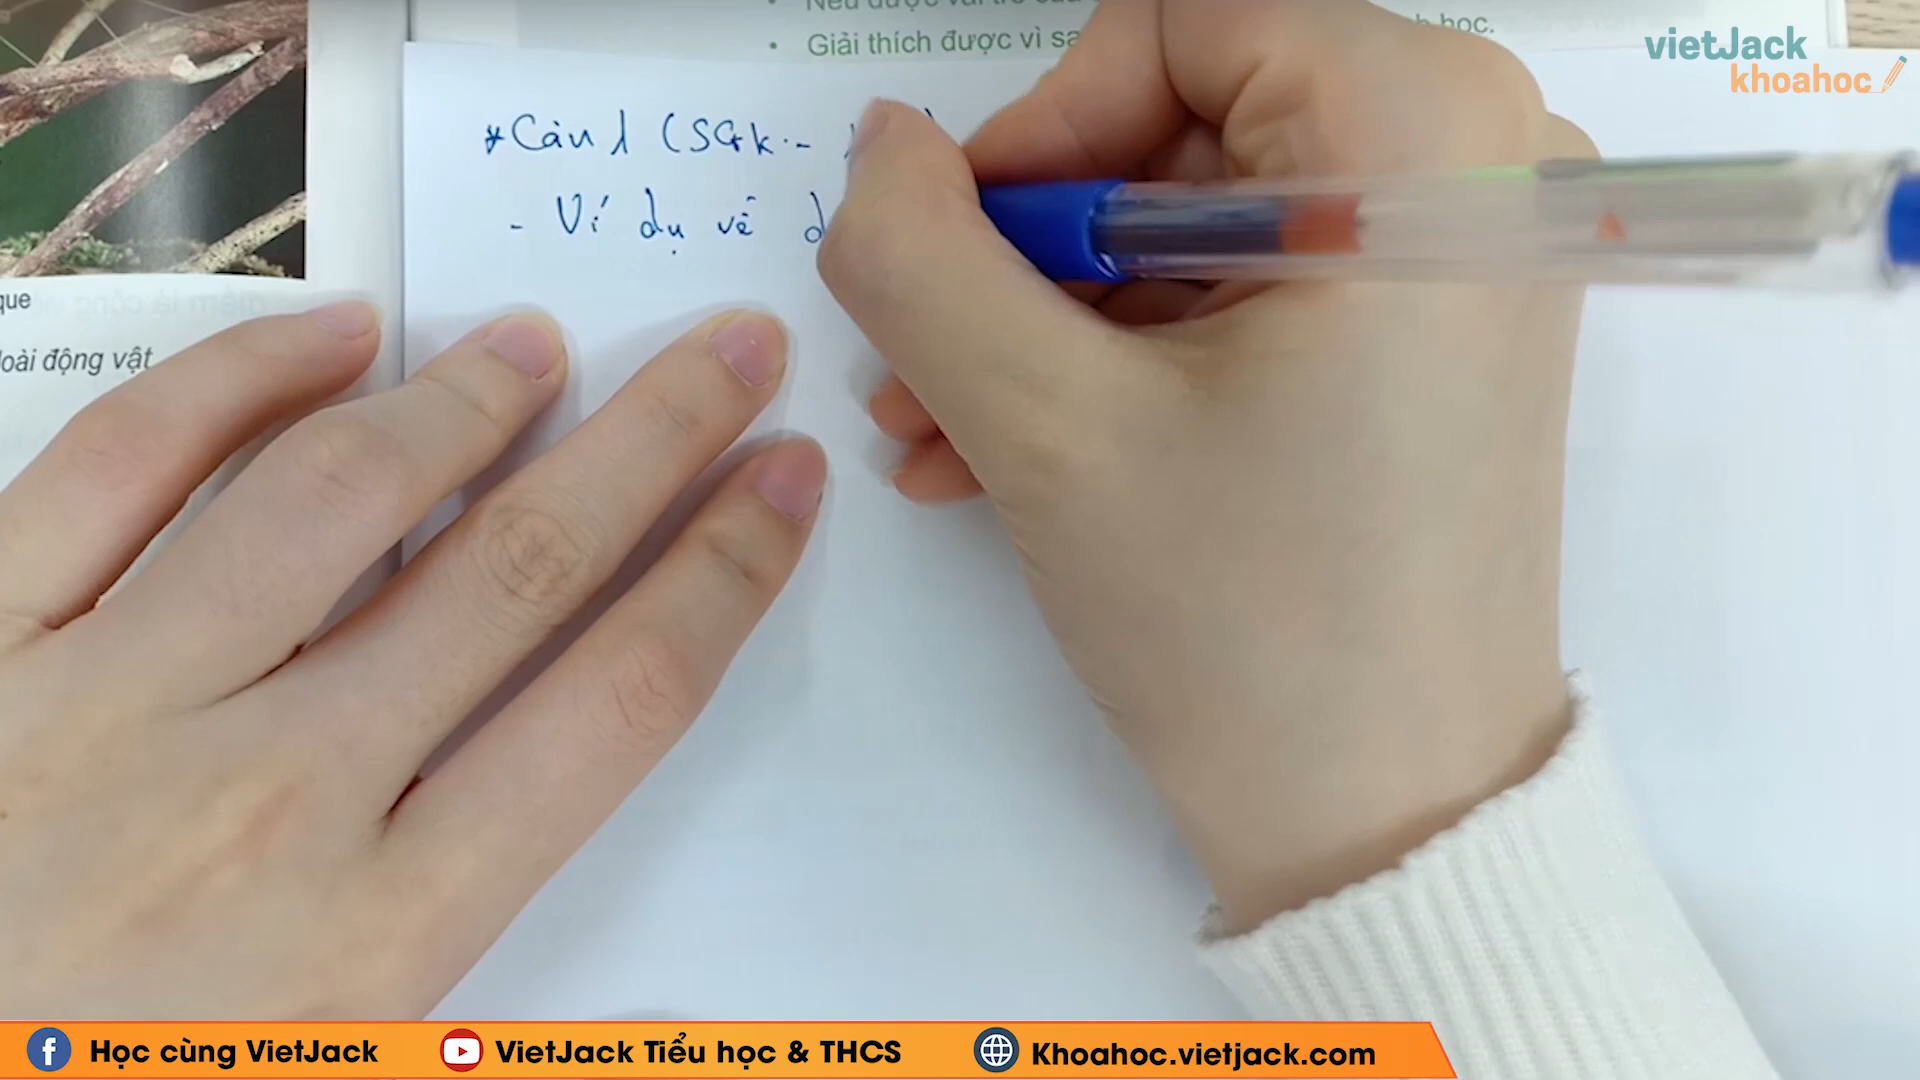 Nêu được vai trò của
Giải thích được vì sa
h học.
vietJack
khoahoc
*Câu 1 (SGK -
- Ví dụ về đ
que
loài động vật
Học cùng VietJack
VietJack Tiểu học & THCS
Khoahoc.vietjack.com